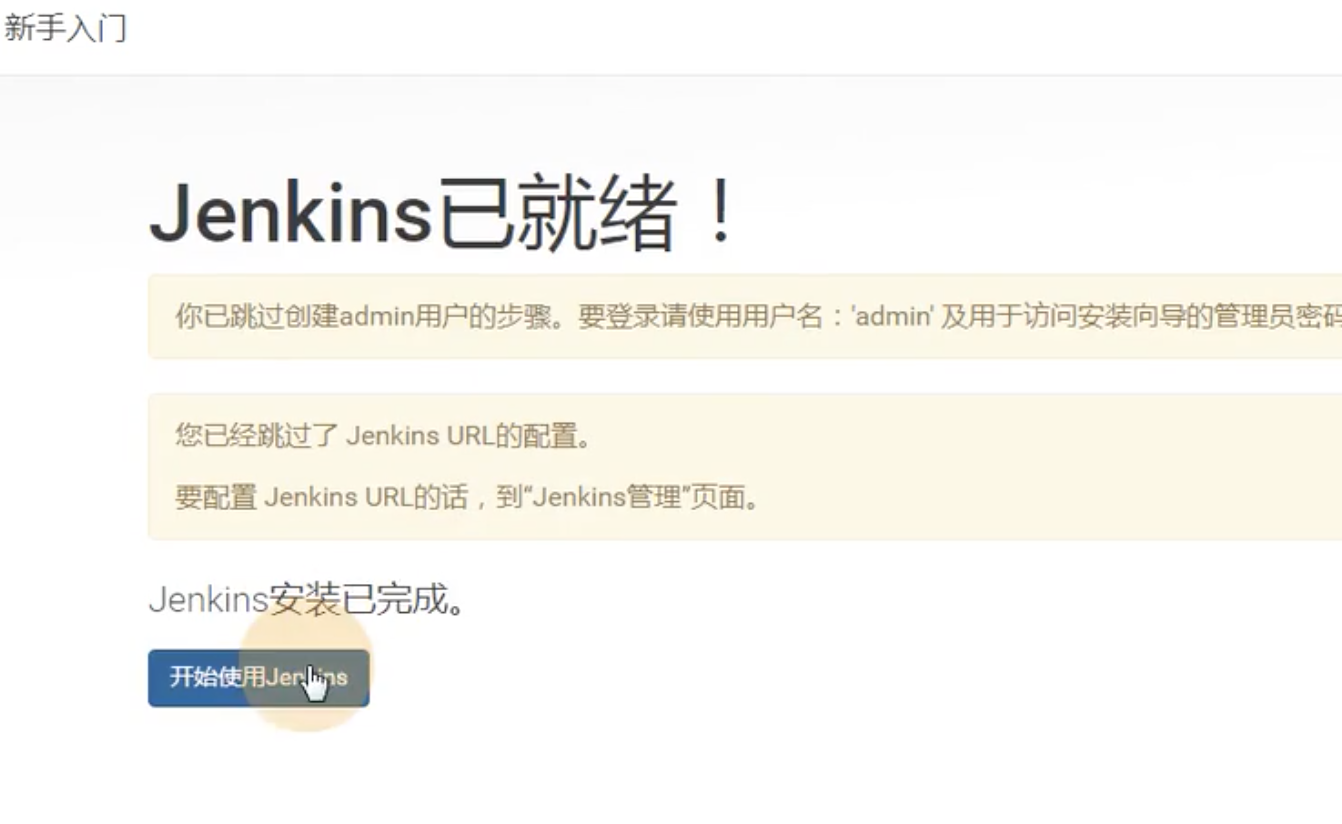 新手入门
Jenkins已就绪！
你已跳过创建admin用户的步骤。要登录请使用用户名：'admin' 及用于访问安装向导的管理员密码
您已经跳过了 Jenkins URL的配置。
要配置 Jenkins URL的话，到“Jenkins管理”页面。
Jenkins安装已完成。
开始使用Jenkins